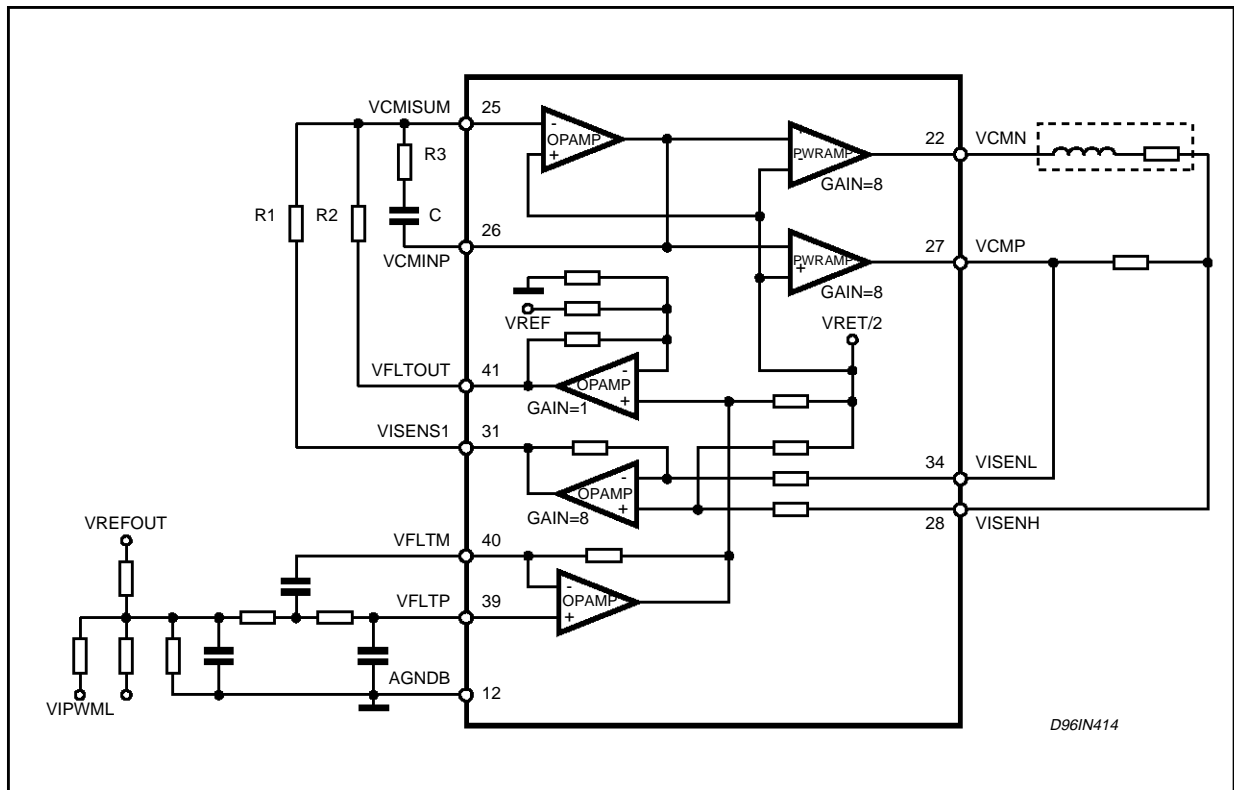 VCMISUM 25
- OPAMP +
R3
R1 R2 C
26
VCMINP
+ PWRAMP -
GAIN=8
22 VCMN
27 VCMP
PWRAMP +
GAIN=8
VREF
VRET/2
VFLTOUT 41
- OPAMP +
GAIN=1
VISENS1 31
- OPAMP +
GAIN=8
34 VISENL
28 VISENH
VREFOUT
VFLTM 40
- OPAMP +
VFLTP 39
AGNDB 12
VIPWML
D96IN414